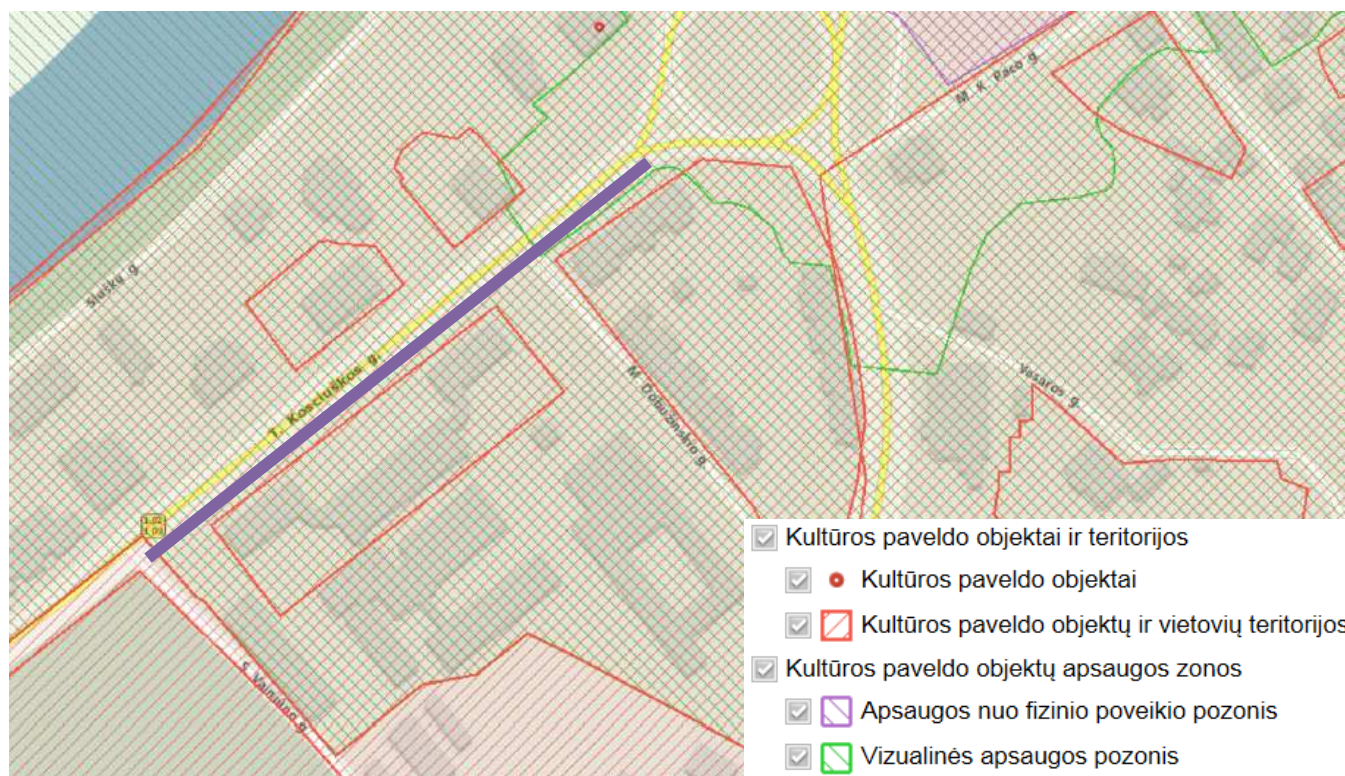 M. K. Paco g.
Slušku g.
T. Kosciuškos g.
M. Dobužinskio g.
Vasaros g.
S. Vainiūno g.
Kultūros paveldo objektai ir teritorijos
Kultūros paveldo objektai
Kultūros paveldo objektų ir vietovių teritorijos
Kultūros paveldo objektų apsaugos zonos
Apsaugos nuo fizinio poveikio pozonis
Vizualinės apsaugos pozonis